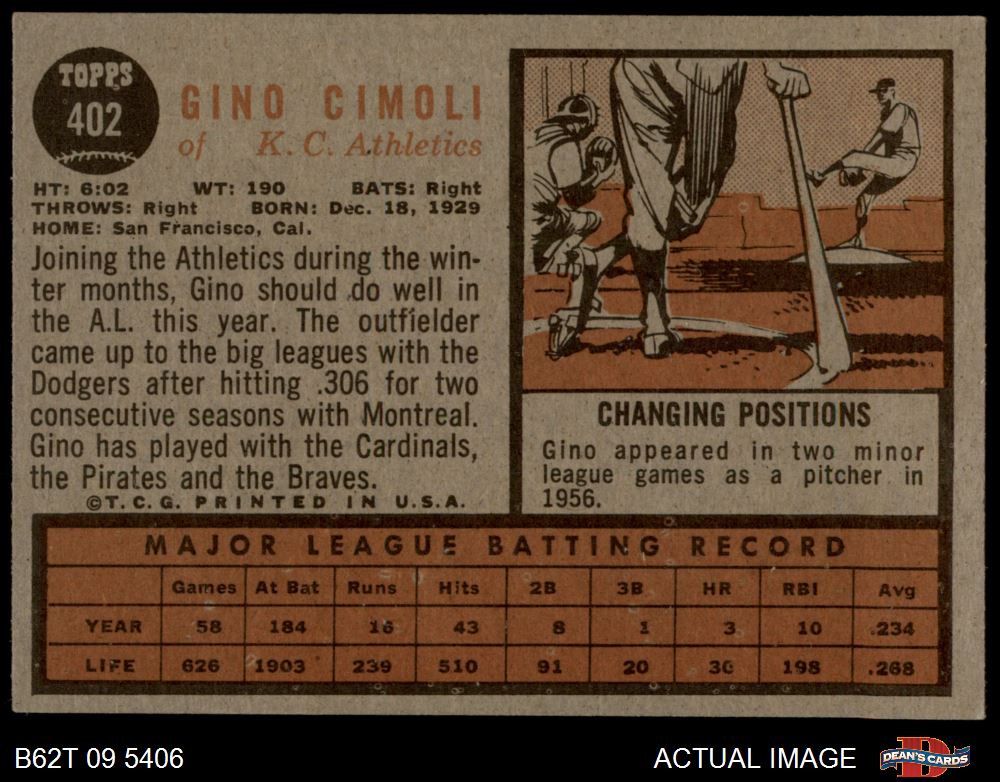 TOPPS
402
GINO CIMOLI
of K. C. Athletics
HT: 6:02 WT: 190 BATS: Right
THROWS: Right BORN: Dec. 18, 1929
HOME: San Francisco, Cal.
Joining the Athletics during the win-
ter months, Gino should do well in
the A.L. this year. The outfielder
came up to the big leagues with the
Dodgers after hitting .306 for two
consecutive seasons with Montreal.
Gino has played with the Cardinals,
the Pirates and the Braves.
©T.C.G. PRINTED IN U.S.A.
CHANGING POSITIONS
Gino appeared in two minor
league games as a pitcher in
1956.
MAJOR LEAGUE BATTING RECORD
Games At Bat Runs Hits 2B 3B HR RBI Avg
YEAR 58 184 16 43 8 1 3 10 .234
LIFE 626 1903 239 510 91 20 30 198 .268
B62T 09 5406 ACTUAL IMAGE DEAN'S CARDS